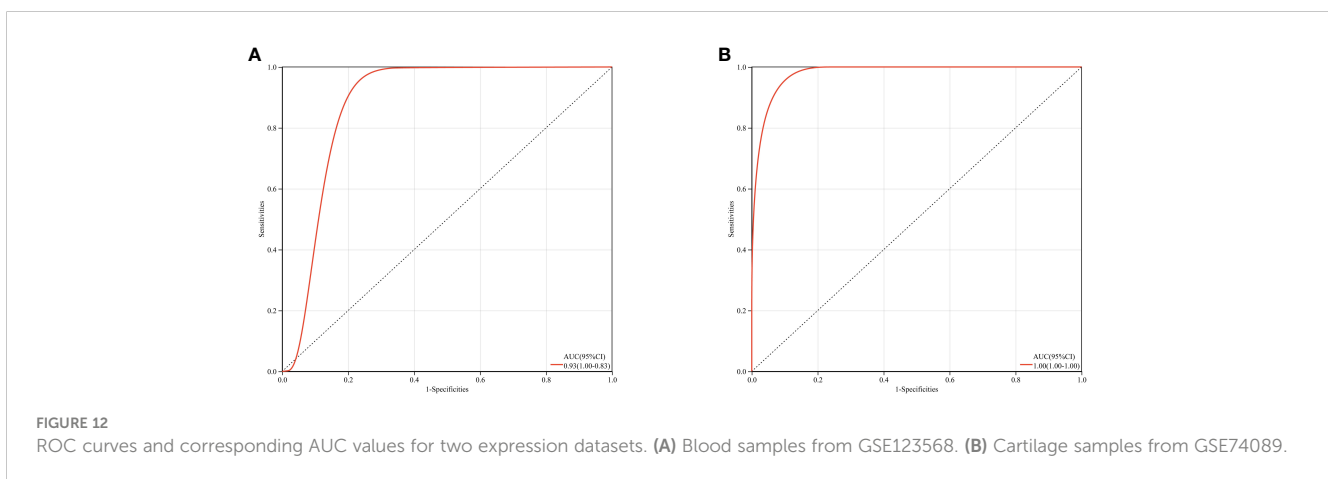 A
B
1.0
0.8
0.6
0.4
0.2
0.0
Sensitivities
0.0 0.2 0.4 0.6 0.8 1.0
1-Specificities
AUC(95%CI)
0.93(1.00-0.83)
1.0
0.8
0.6
0.4
0.2
0.0
Sensitivities
0.0 0.2 0.4 0.6 0.8 1.0
1-Specificities
AUC(95%CI)
1.00(1.00-1.00)
FIGURE 12
ROC curves and corresponding AUC values for two expression datasets. (A) Blood samples from GSE123568. (B) Cartilage samples from GSE74089.